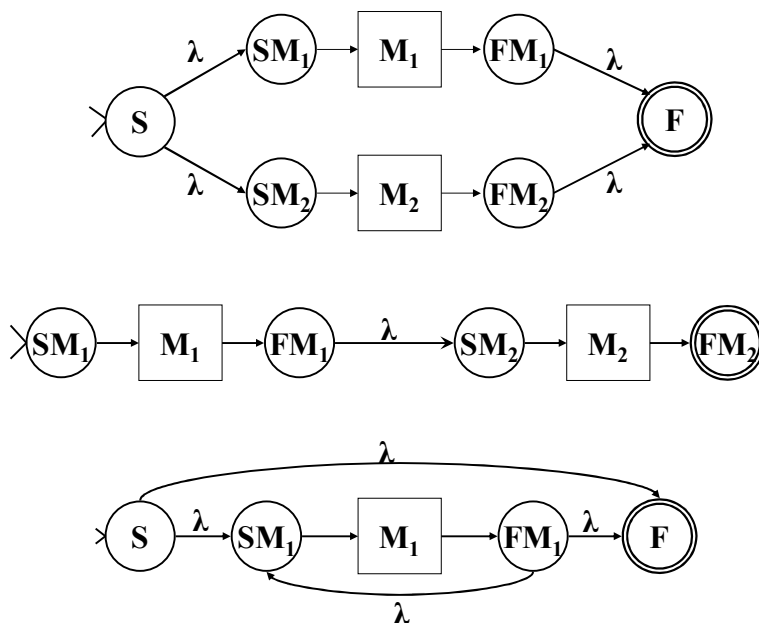 λ SM₁ M₁ FM₁ λ
S F
λ SM₂ M₂ FM₂ λ
SM₁ M₁ FM₁ λ SM₂ M₂ FM₂
λ
S λ SM₁ M₁ FM₁ λ F
λ